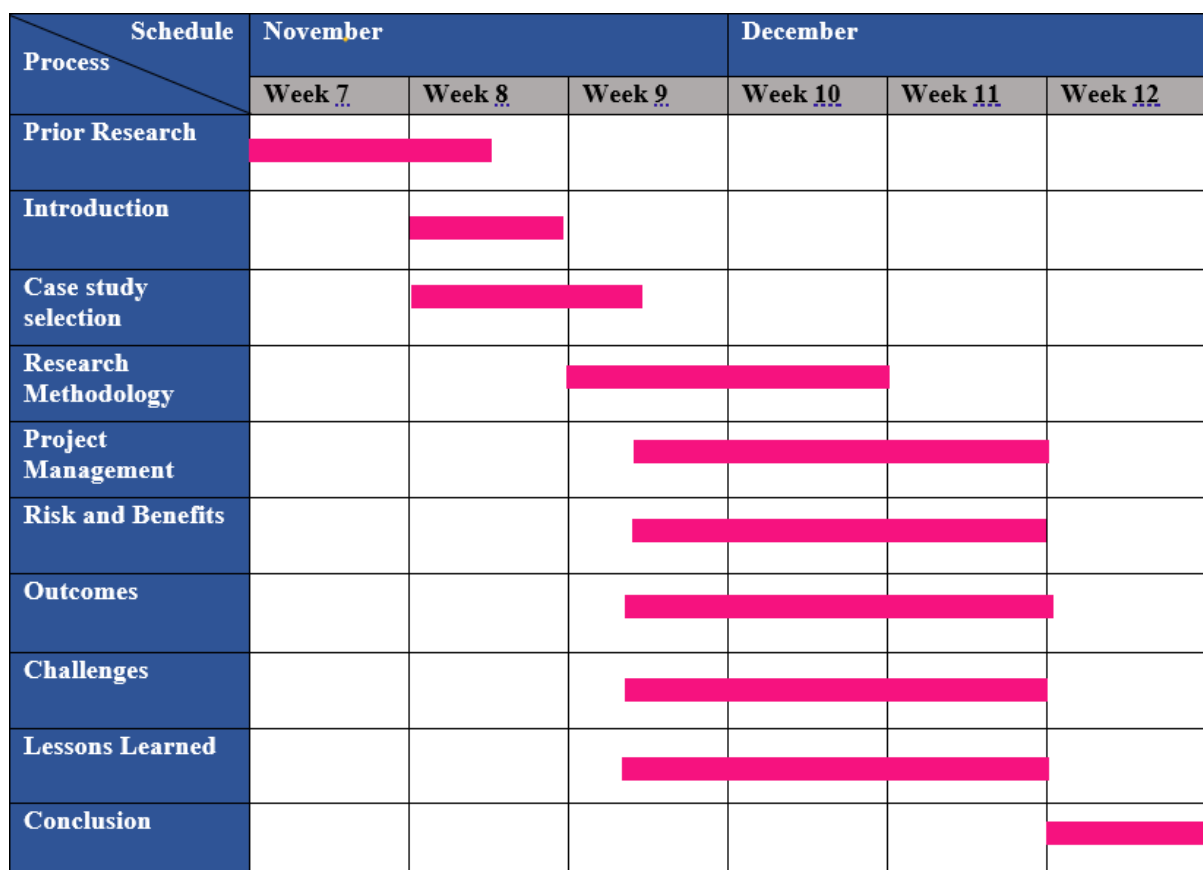 Schedule
Process
November
December
Week 7
Week 8
Week 9
Week 10
Week 11
Week 12
Prior Research
Introduction
Case study
selection
Research
Methodology
Project
Management
Risk and Benefits
Outcomes
Challenges
Lessons Learned
Conclusion